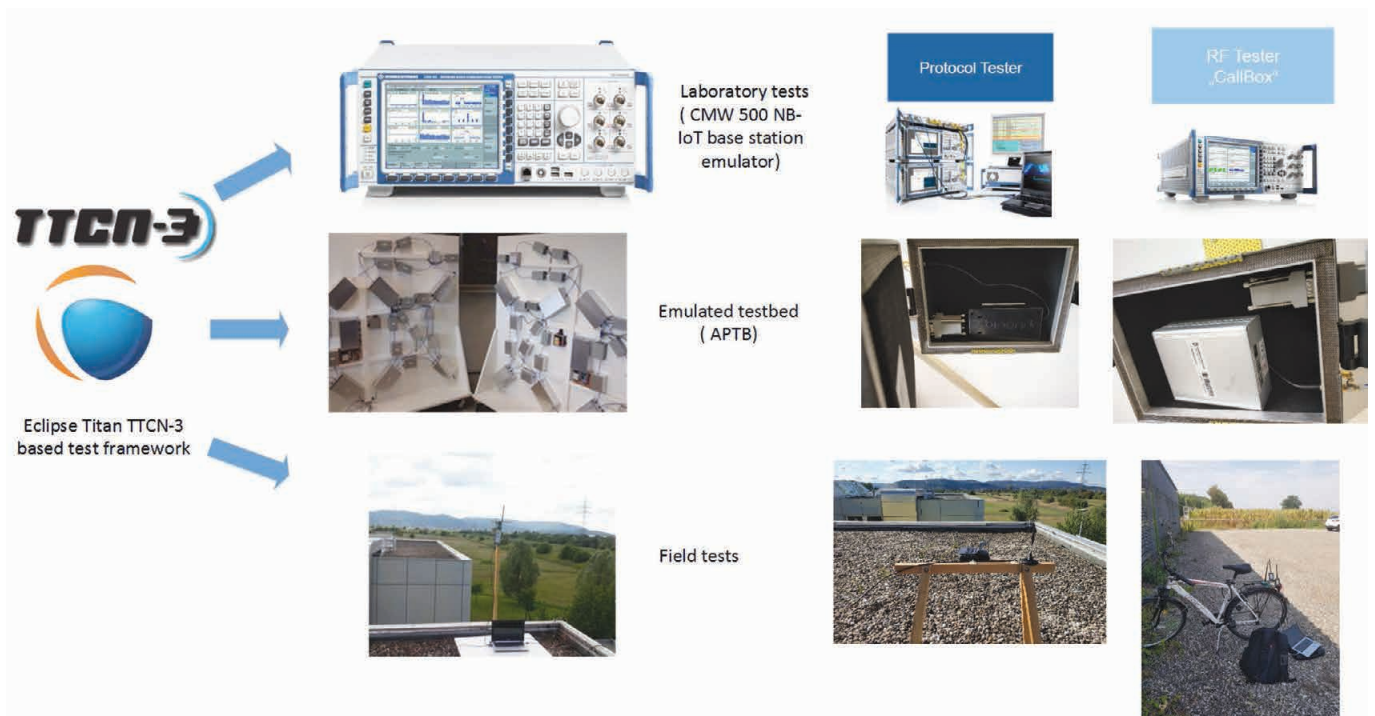 Laboratory tests
( CMW 500 NB-
IoT base station
emulator)
Protocol Tester
RF Tester
„CallBox“
TTCN-3
Emulated testbed
( APTB)
Eclipse Titan TTCN-3
based test framework
Field tests